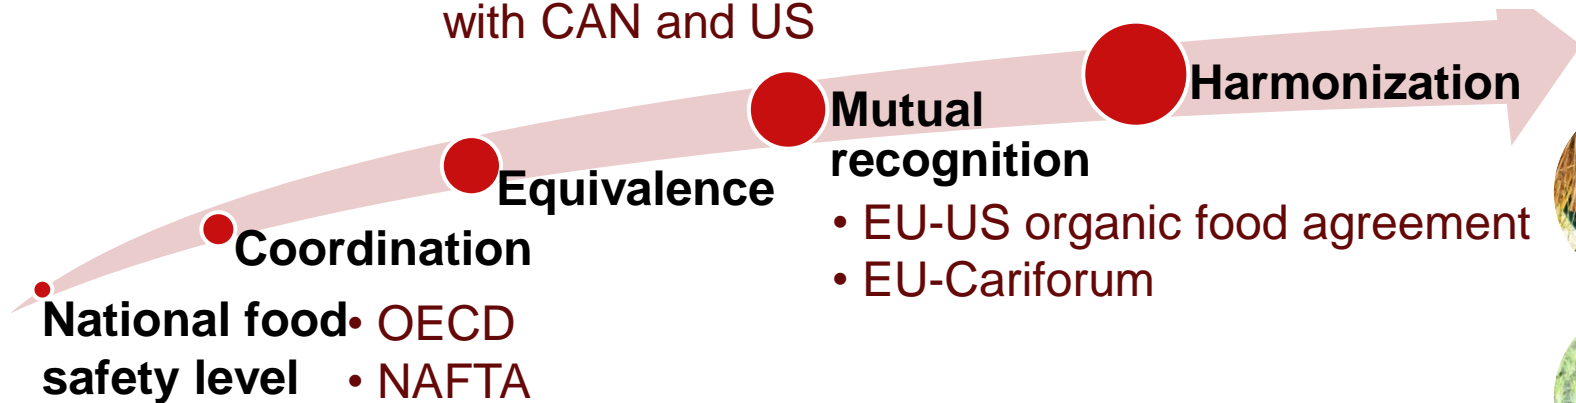 with CAN and US
Harmonization
Mutual
recognition
• EU-US organic food agreement
• EU-Cariforum
Equivalence
Coordination
• OECD
• NAFTA
National food
safety level